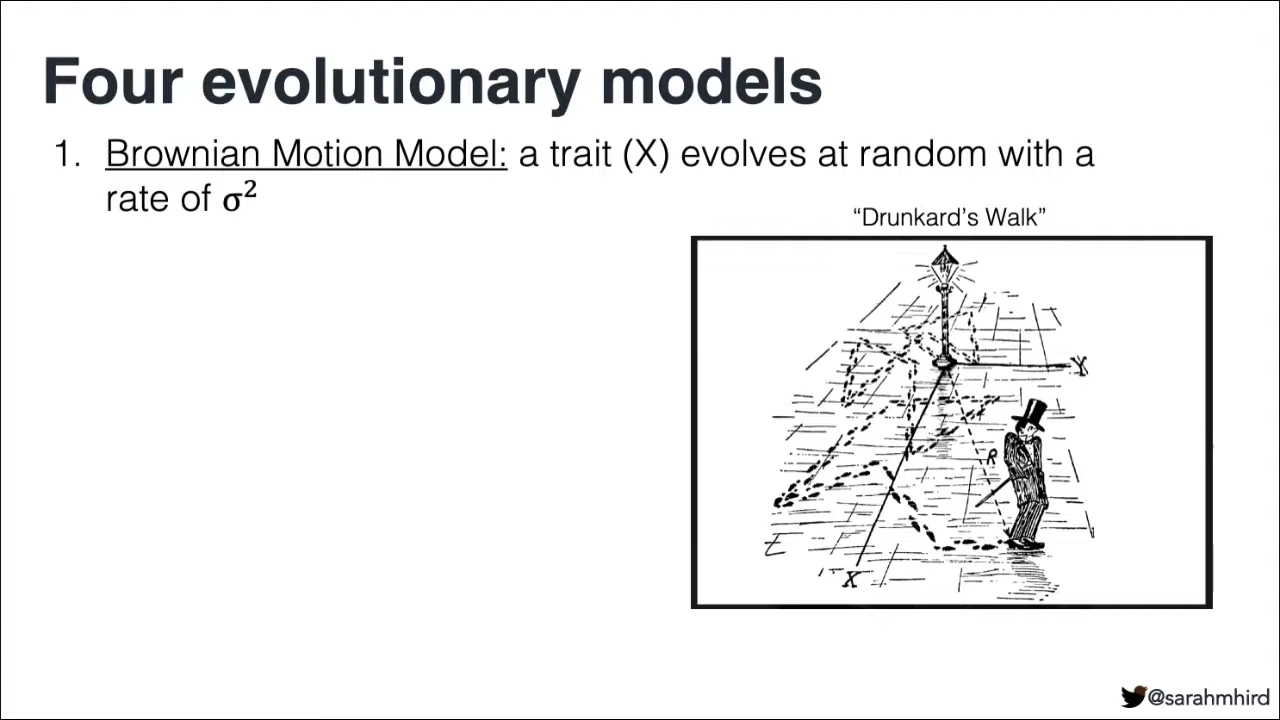 Four evolutionary models
1. Brownian Motion Model: a trait (X) evolves at random with a
rate of σ²
“Drunkard’s Walk”
Y
R
X
@sarahmhird